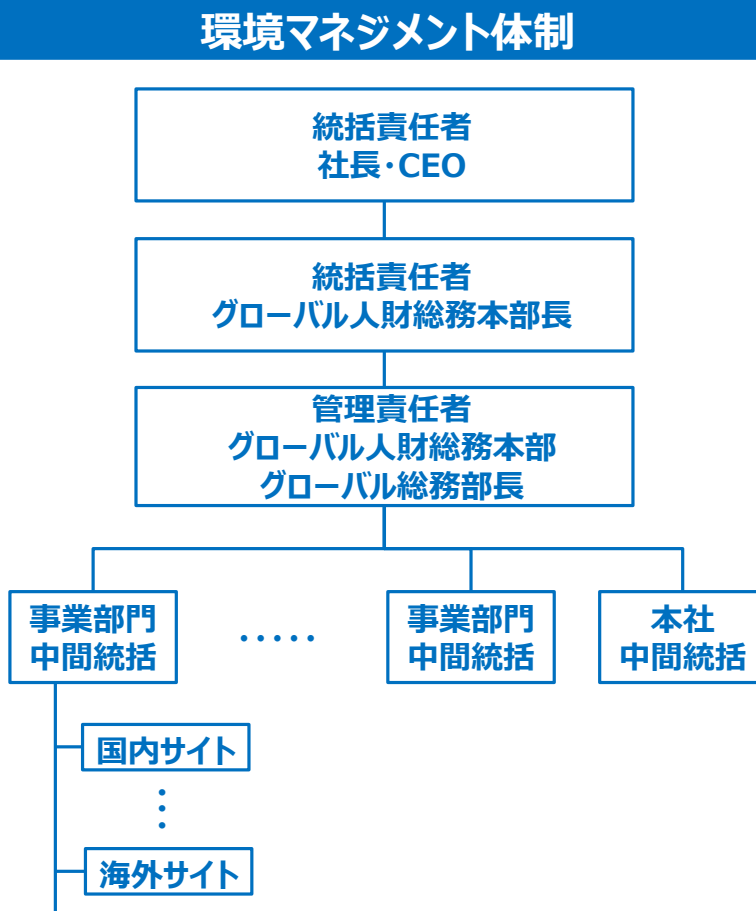 環境マネジメント体制
統括責任者
社長・CEO
統括責任者
グローバル人財総務本部長
管理責任者
グローバル人財総務本部
グローバル総務部長
事業部門
中間統括
・・・・・
事業部門
中間統括
本社
中間統括
国内サイト
・・・
海外サイト